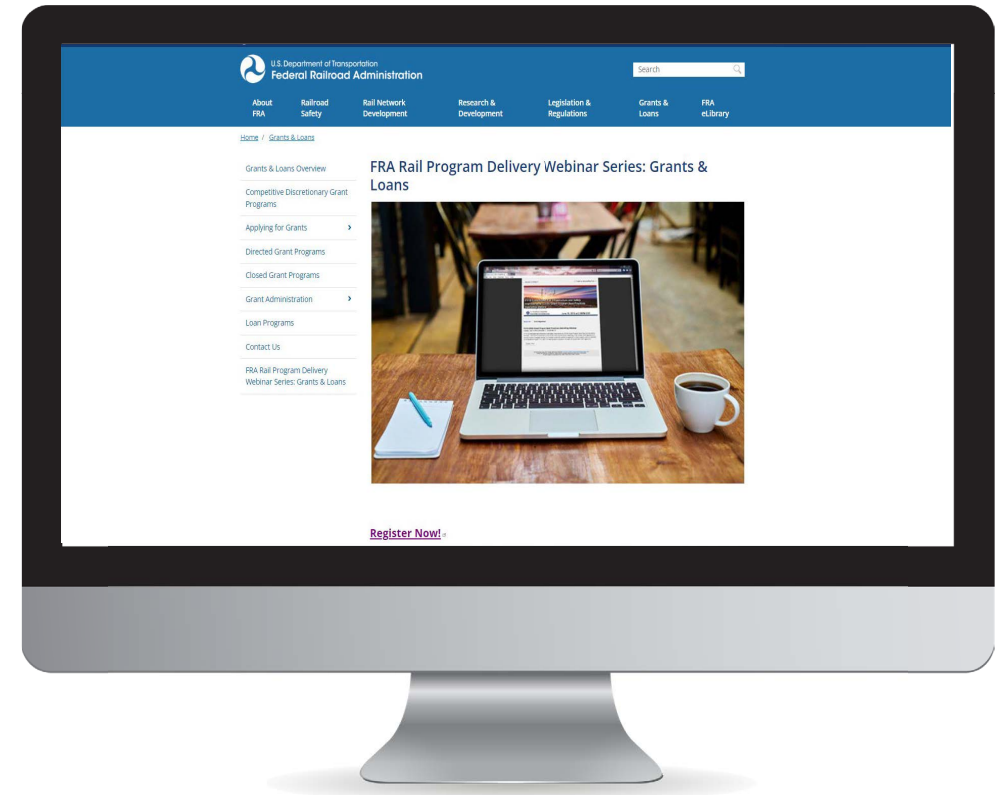 U.S. Department of Transportation
Federal Railroad Administration
Search
About
FRA
Railroad
Safety
Rail Network
Development
Research &
Development
Legislation &
Regulations
Grants &
Loans
FRA
eLibrary
Home / Grants & Loans
Grants & Loans Overview
Competitive Discretionary Grant
Programs
Applying for Grants
Directed Grant Programs
Closed Grant Programs
Grant Administration
Loan Programs
Contact Us
FRA Rail Program Delivery
Webinar Series: Grants & Loans
FRA Rail Program Delivery Webinar Series: Grants &
Loans
Register Now!